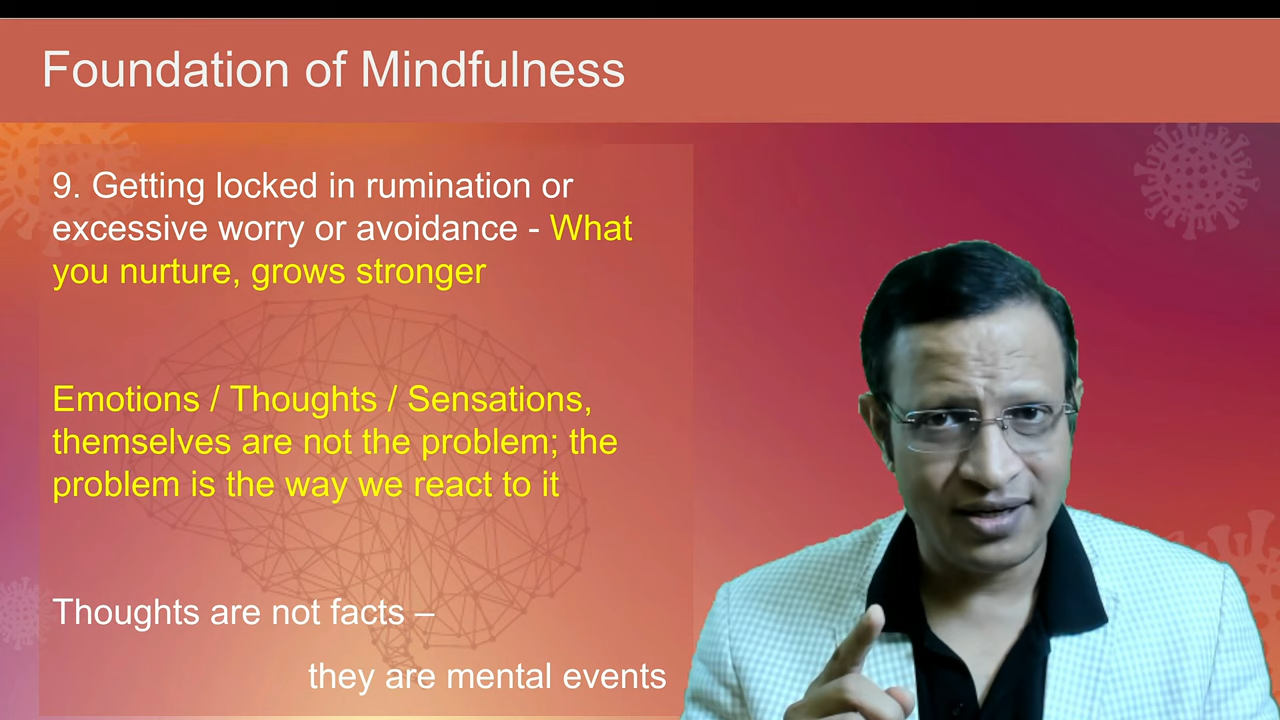 Foundation of Mindfulness
9. Getting locked in rumination or
excessive worry or avoidance - What
you nurture, grows stronger
Emotions / Thoughts / Sensations,
themselves are not the problem; the
problem is the way we react to it
Thoughts are not facts –
they are mental events